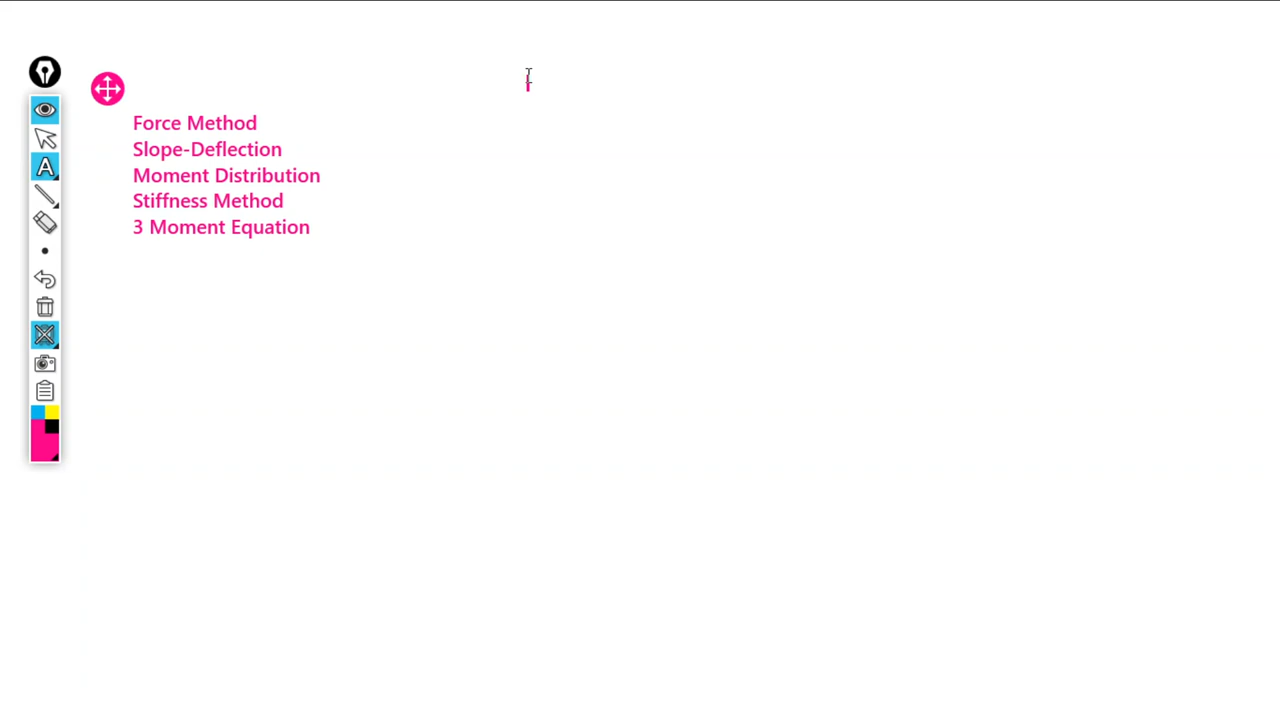 Force Method
Slope-Deflection
Moment Distribution
Stiffness Method
3 Moment Equation